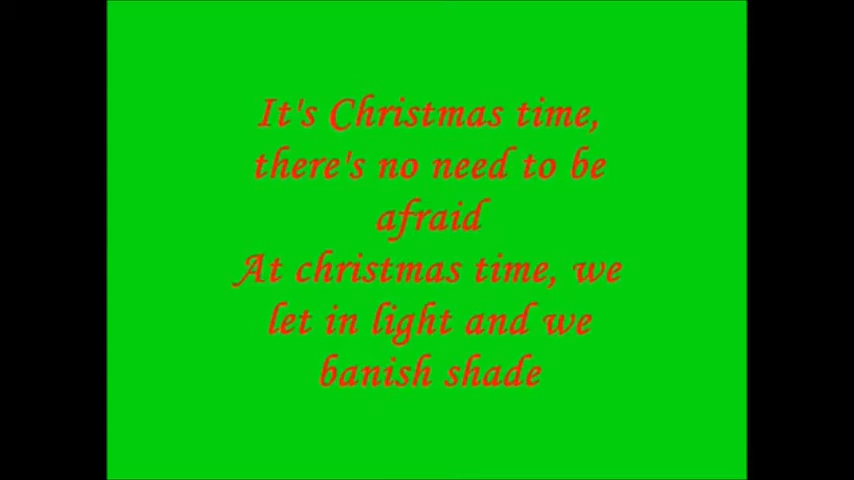 It's Christmas time,
there's no need to be
afraid
At christmas time, we
let in light and we
banish shade